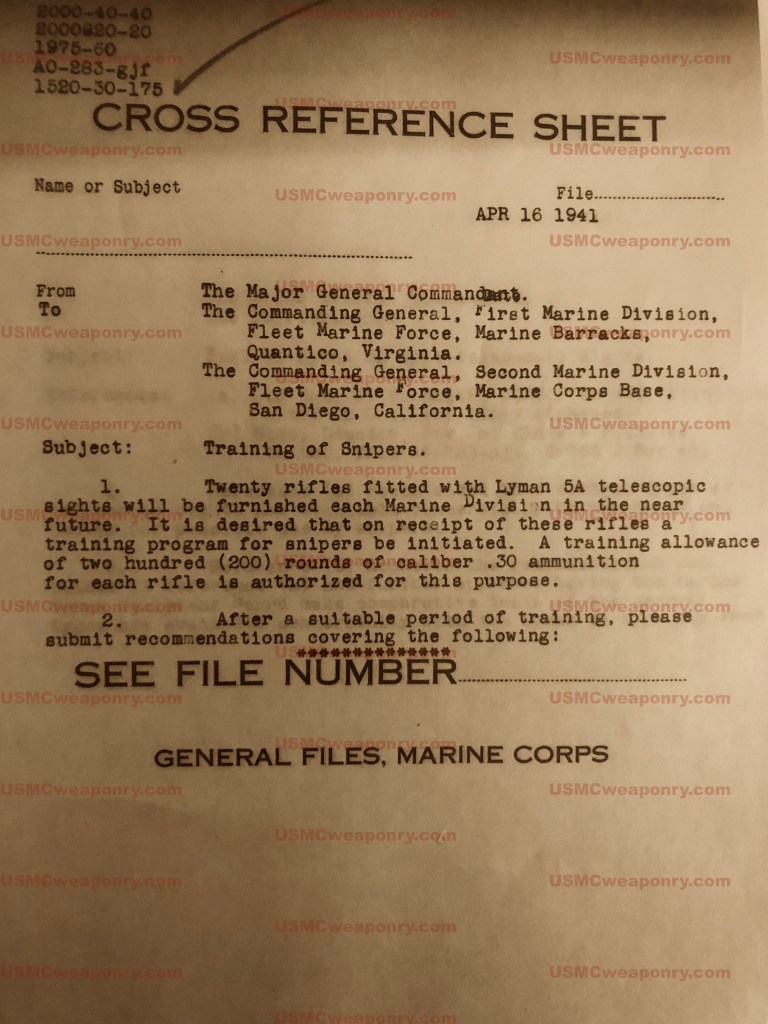 2000-40-40
2000820-20
1975-60
AO-283-gjf
1520-30-175
CROSS REFERENCE SHEET
Name or Subject
File
APR 16 1941
From The Major General Commandant.
To The Commanding General, First Marine Division,
Fleet Marine Force, Marine Barracks,
Quantico, Virginia.
The Commanding General, Second Marine Division,
Fleet Marine Force, Marine Corps Base,
San Diego, California.
Subject: Training of Snipers.
1. Twenty rifles fitted with Lyman 5A telescopic
sights will be furnished each Marine Divisi n in the near
future. It is desired that on receipt of these rifles a
training program for snipers be initiated. A training allowance
of two hundred (200) rounds of caliber .30 ammunition
for each rifle is authorized for this purpose.
2. After a suitable period of training, please
submit recommendations covering the following:
***************
SEE FILE NUMBER
GENERAL FILES, MARINE CORPS
USMCweaponry.com